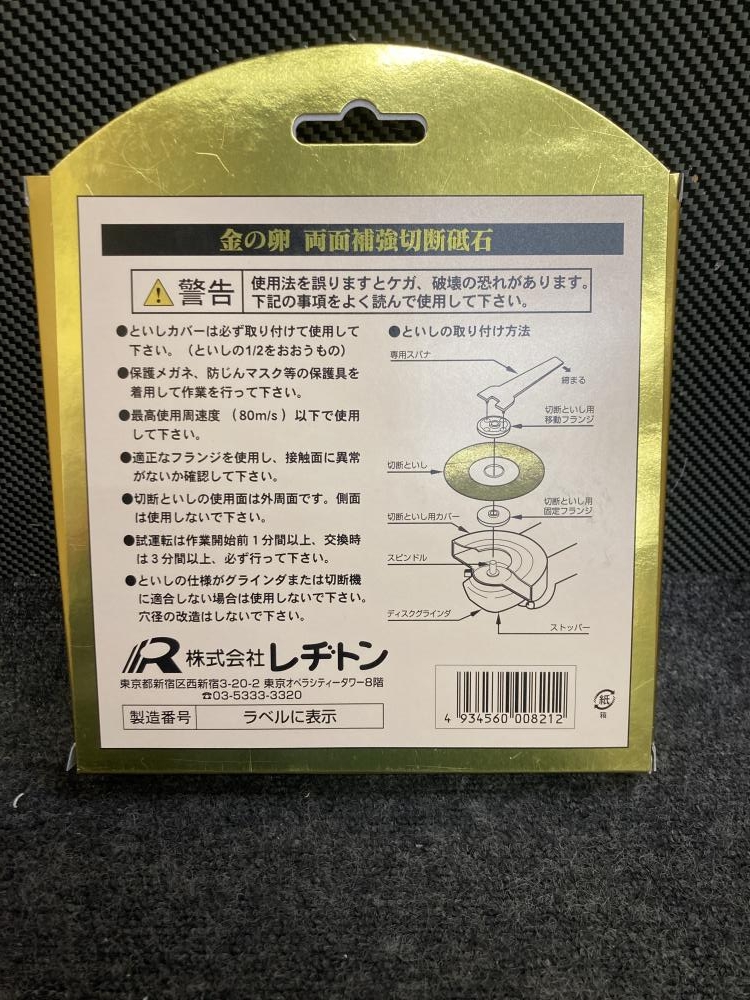 金の卵 両面補強切断砥石
警告
使用法を誤りますとケガ、破壊の恐れがあります。
下記の事項をよく読んで使用して下さい。
●といしカバーは必ず取り付けて使用して
下さい。（といしの1/2をおおうもの）
●保護メガネ、防じんマスク等の保護具を
着用して作業を行って下さい。
●最高使用周速度 （80m/s）以下で使用
して下さい。
●適正なフランジを使用し、接触面に異常
がないか確認して下さい。
●切断といしの使用面は外周面です。側面
は使用しないで下さい。
●試運転は作業開始前１分間以上、交換時
は３分間以上、必ず行って下さい。
●といしの仕様がグラインダまたは切断機
に適合しない場合は使用しないで下さい。
穴径の改造はしないで下さい。
●といしの取り付け方法
専用スパナ
締まる
切断といし用
移動フランジ
切断といし
切断といし用
固定フランジ
切断といし用カバー
スピンドル
ディスクグラインダ
ストッパー
株式会社レヂトン
東京都新宿区西新宿3-20-2 東京オペラシティータワー8階
☎03-5333-3320
製造番号 ラベルに表示
4 934560 008212
紙
箱